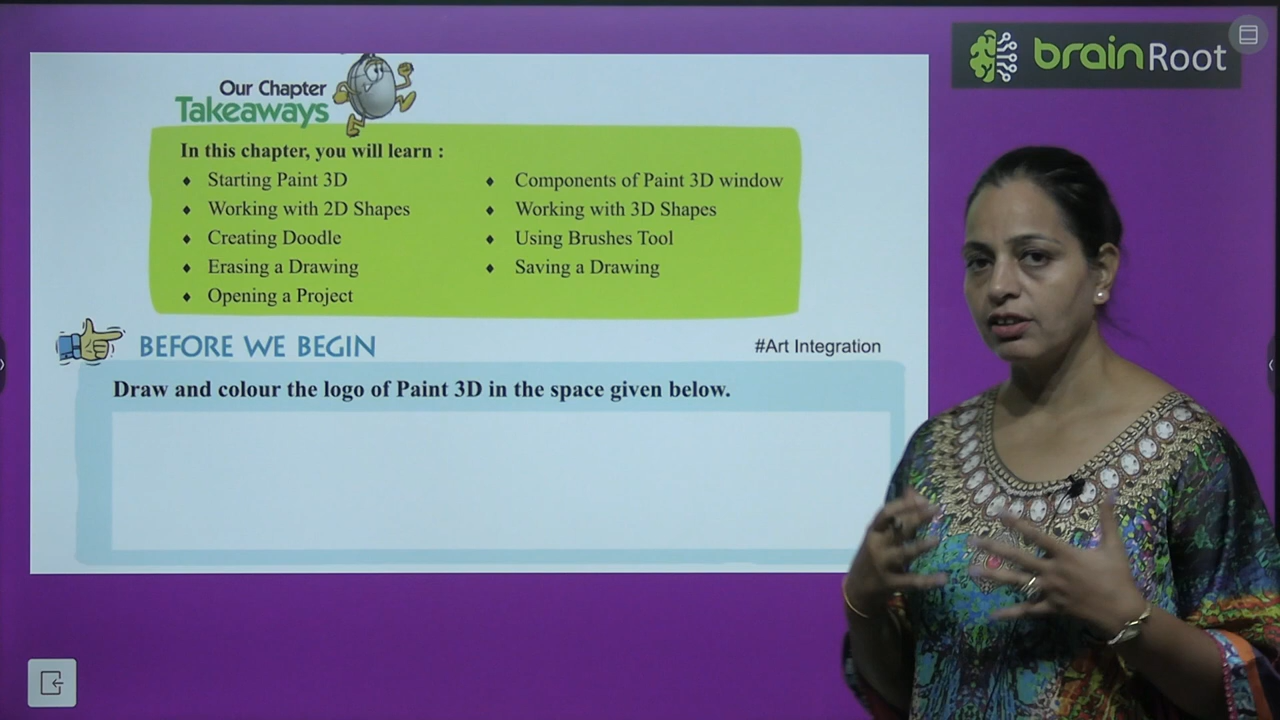 brainRoot
Our Chapter
Takeaways
In this chapter, you will learn :
♦ Starting Paint 3D
♦ Working with 2D Shapes
♦ Creating Doodle
♦ Erasing a Drawing
♦ Opening a Project
♦ Components of Paint 3D window
♦ Working with 3D Shapes
♦ Using Brushes Tool
♦ Saving a Drawing
BEFORE WE BEGIN
#Art Integration
Draw and colour the logo of Paint 3D in the space given below.